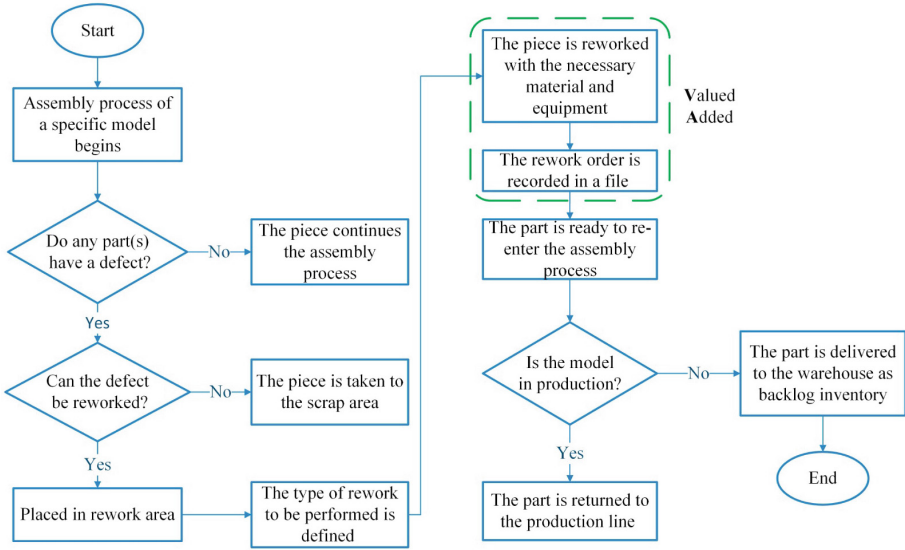 Start
Assembly process of
a specific model
begins
Do any part(s)
have a defect?
No
The piece continues
the assembly
process
Yes
Can the defect
be reworked?
No
The piece is taken to
the scrap area
Yes
Placed in rework area
The type of rework
to be performed is
defined
The piece is reworked
with the necessary
material and
equipment
Valued
Added
The rework order is
recorded in a file
The part is ready to re-
enter the assembly
process
Is the model
in production?
No
The part is delivered
to the warehouse as
backlog inventory
End
Yes
The part is returned to
the production line